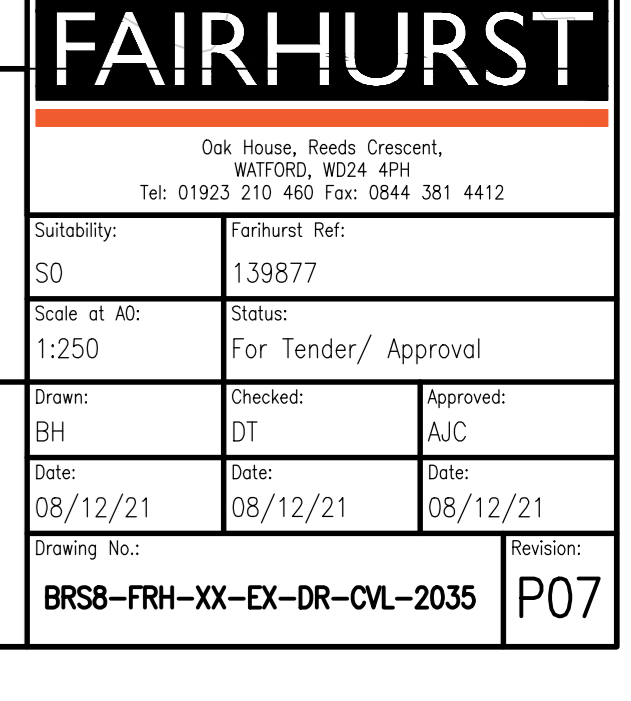 FAIRHURST
Oak House, Reeds Crescent,
WATFORD, WD24 4PH
Tel: 01923 210 460 Fax: 0844 381 4412
Suitability: Farihurst Ref:
S0 139877
Scale at A0: Status:
1:250 For Tender/ Approval
Drawn: Checked: Approved:
BH DT AJC
Date: Date: Date:
08/12/21 08/12/21 08/12/21
Drawing No.: Revision:
BRS8-FRH-XX-EX-DR-CVL-2035 P07